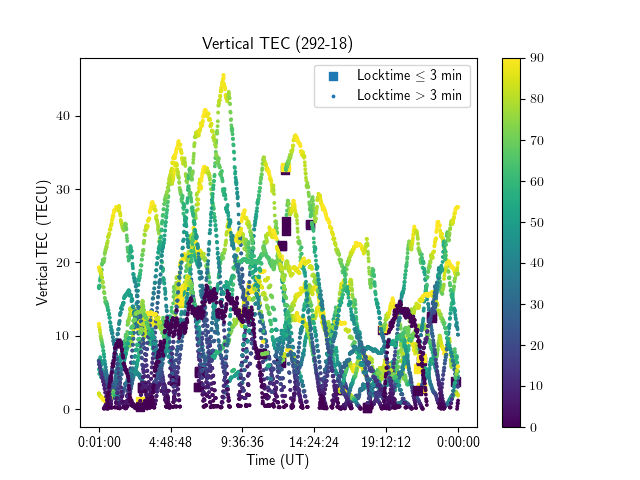 Vertical TEC (292-18)
Locktime ≤ 3 min
Locktime > 3 min
Vertical TEC (TECU)
40
30
20
10
0
0:01:00 4:48:48 9:36:36 14:24:24 19:12:12 0:00:00
Time (UT)
90
80
70
60
50
40
30
20
10
0